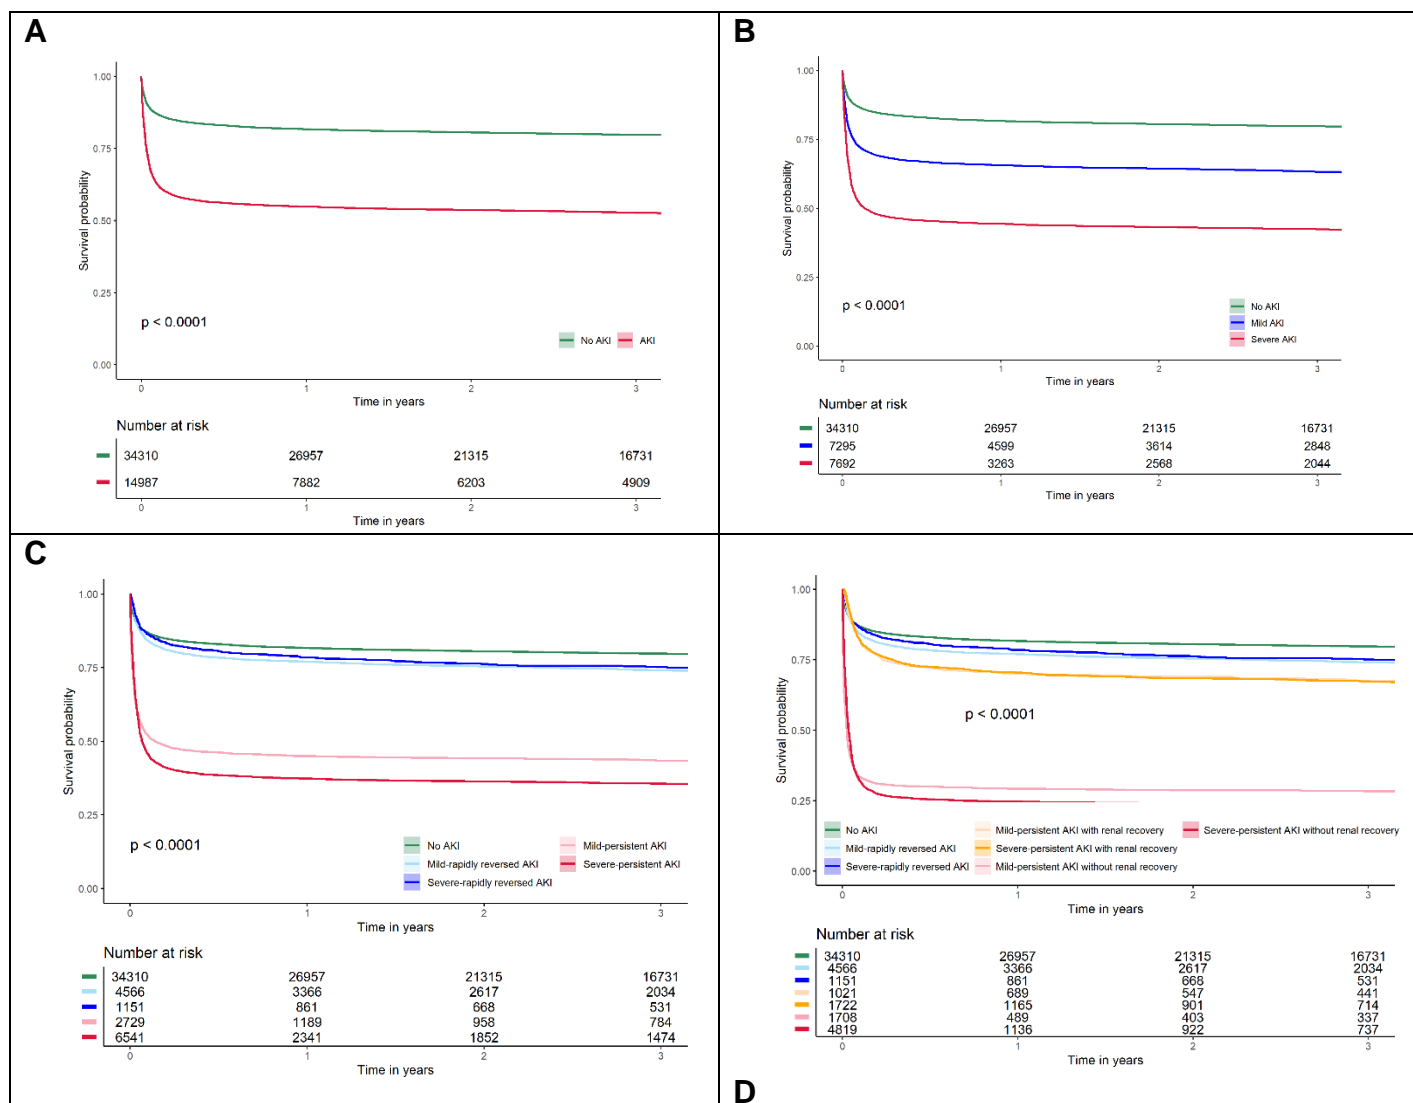 A
1.00
0.75
0.50
0.25
0.00
Survival probability
p < 0.0001
No AKI AKI
0 1 2 3
Time in years
Number at risk
34310 26957 21315 16731
14987 7882 6203 4909
0 1 2 3
Time in years
B
1.00
0.75
0.50
0.25
0.00
Survival probability
p < 0.0001
No AKI
Mild AKI
Severe AKI
0 1 2 3
Time in years
Number at risk
34310 26957 21315 16731
7295 4599 3614 2848
7692 3263 2568 2044
0 1 2 3
Time in years
C
1.00
0.75
0.50
0.25
0.00
Survival probability
p < 0.0001
No AKI Mild-persistent AKI
Mild-rapidly reversed AKI Severe-persistent AKI
Severe-rapidly reversed AKI
0 1 2 3
Time in years
Number at risk
34310 26957 21315 16731
4566 3366 2617 2034
1151 861 668 531
2729 1189 958 784
6541 2341 1852 1474
0 1 2 3
Time in years
1.00
0.75
0.50
0.25
0.00
Survival probability
p < 0.0001
No AKI Mild-persistent AKI with renal recovery Severe-persistent AKI without renal recovery
Mild-rapidly reversed AKI Severe-persistent AKI with renal recovery
Severe-rapidly reversed AKI Mild-persistent AKI without renal recovery
0 1 2 3
Time in years
Number at risk
34310 26957 21315 16731
4566 3366 2617 2034
1151 861 668 531
1021 689 547 441
1722 1165 901 714
1708 489 403 337
4819 1136 922 737
0 1 2 3
Time in years
D